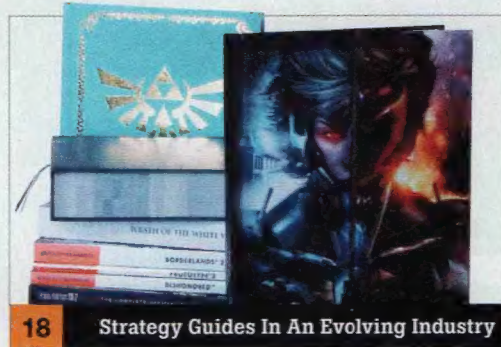 WRATH OF THE WHITE
BORDERLANDS 2
DISHONORED
18 Strategy Guides In An Evolving Industry